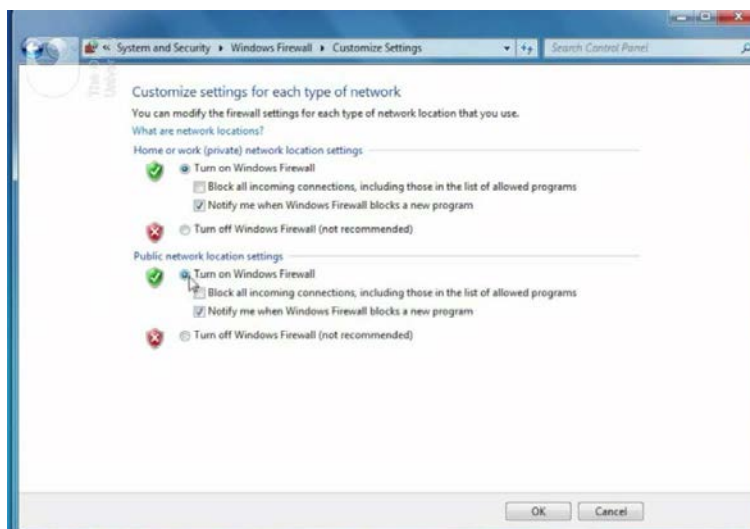 System and Security ▸ Windows Firewall ▸ Customize Settings
Search Control Panel
Customize settings for each type of network
You can modify the firewall settings for each type of network location that you use.
What are network locations?
Home or work (private) network location settings
Turn on Windows Firewall
Block all incoming connections, including those in the list of allowed programs
Notify me when Windows Firewall blocks a new program
Turn off Windows Firewall (not recommended)
Public network location settings
Turn on Windows Firewall
Block all incoming connections, including those in the list of allowed programs
Notify me when Windows Firewall blocks a new program
Turn off Windows Firewall (not recommended)
OK
Cancel